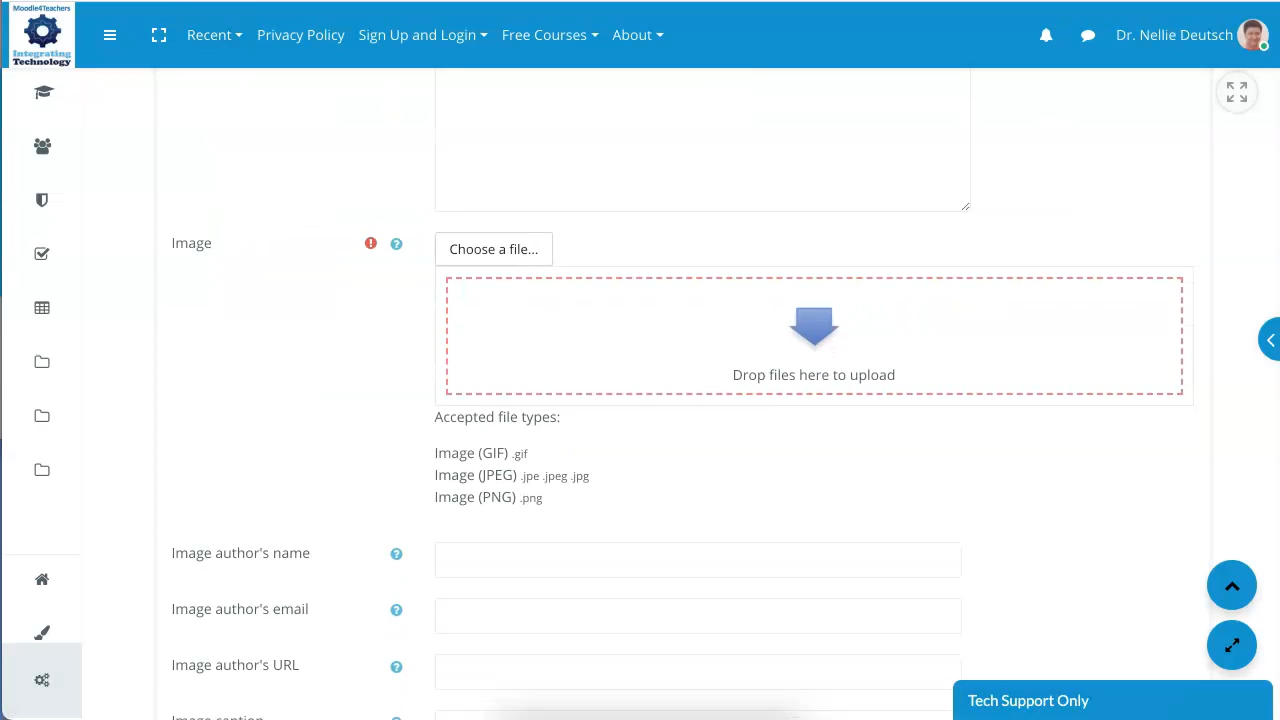 Moodle4Teachers
Integrating
Technology
Recent
Privacy Policy
Sign Up and Login
Free Courses
About
Dr. Nellie Deutsch
Image
Choose a file...
Drop files here to upload
Accepted file types:
Image (GIF) .gif
Image (JPEG) .jpe .jpeg .jpg
Image (PNG) .png
Image author's name
Image author's email
Image author's URL
Image caption
Tech Support Only